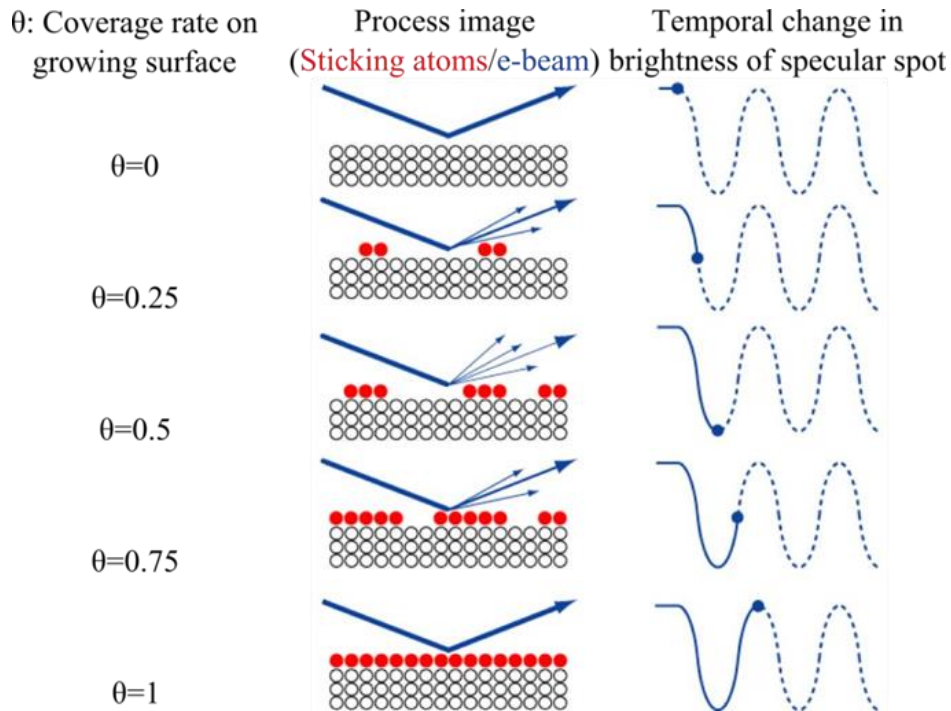 θ: Coverage rate on
growing surface
Process image
(Sticking atoms/e-beam)
Temporal change in
brightness of specular spot
θ=0
θ=0.25
θ=0.5
θ=0.75
θ=1